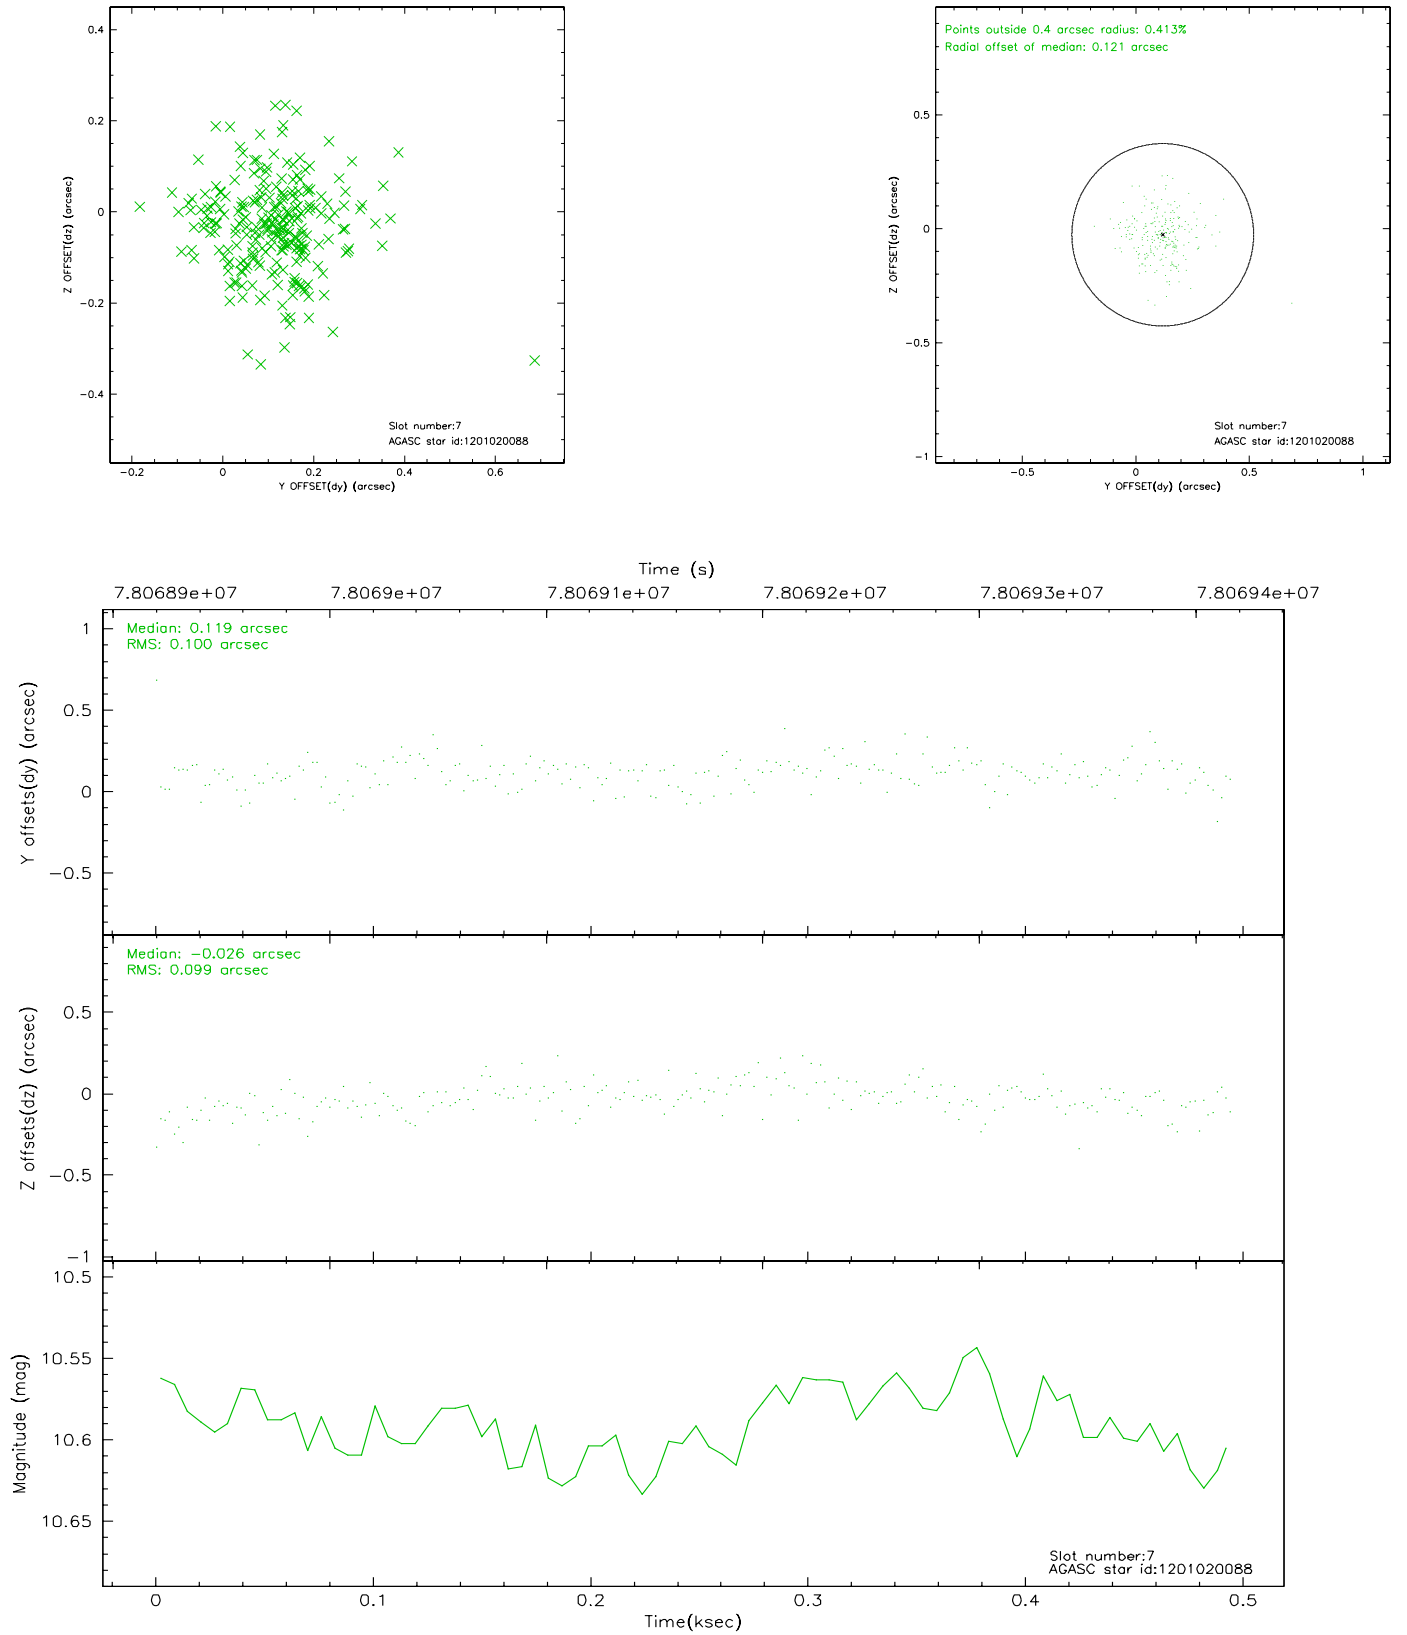 0.4
0.2
0
−0.2
−0.4
Z OFFSET(dz) (arcsec)
Slot number:7
AGASC star id:1201020088
−0.2 0 0.2 0.4 0.6
Y OFFSET(dy) (arcsec)
Points outside 0.4 arcsec radius: 0.413%
Radial offset of median: 0.121 arcsec
0.5
0
−0.5
−1
Z OFFSET(dz) (arcsec)
Slot number:7
AGASC star id:1201020088
−0.5 0 0.5 1
Y OFFSET(dy) (arcsec)
Time (s)
7.80689e+07 7.8069e+07 7.80691e+07 7.80692e+07 7.80693e+07 7.80694e+07
Median: 0.119 arcsec
RMS: 0.100 arcsec
1
0.5
0
−0.5
Y offsets(dy) (arcsec)
Median: −0.026 arcsec
RMS: 0.099 arcsec
0.5
0
−0.5
−1
Z offsets(dz) (arcsec)
10.5
10.55
10.6
10.65
Magnitude (mag)
Slot number:7
AGASC star id:1201020088
0 0.1 0.2 0.3 0.4 0.5
Time(ksec)